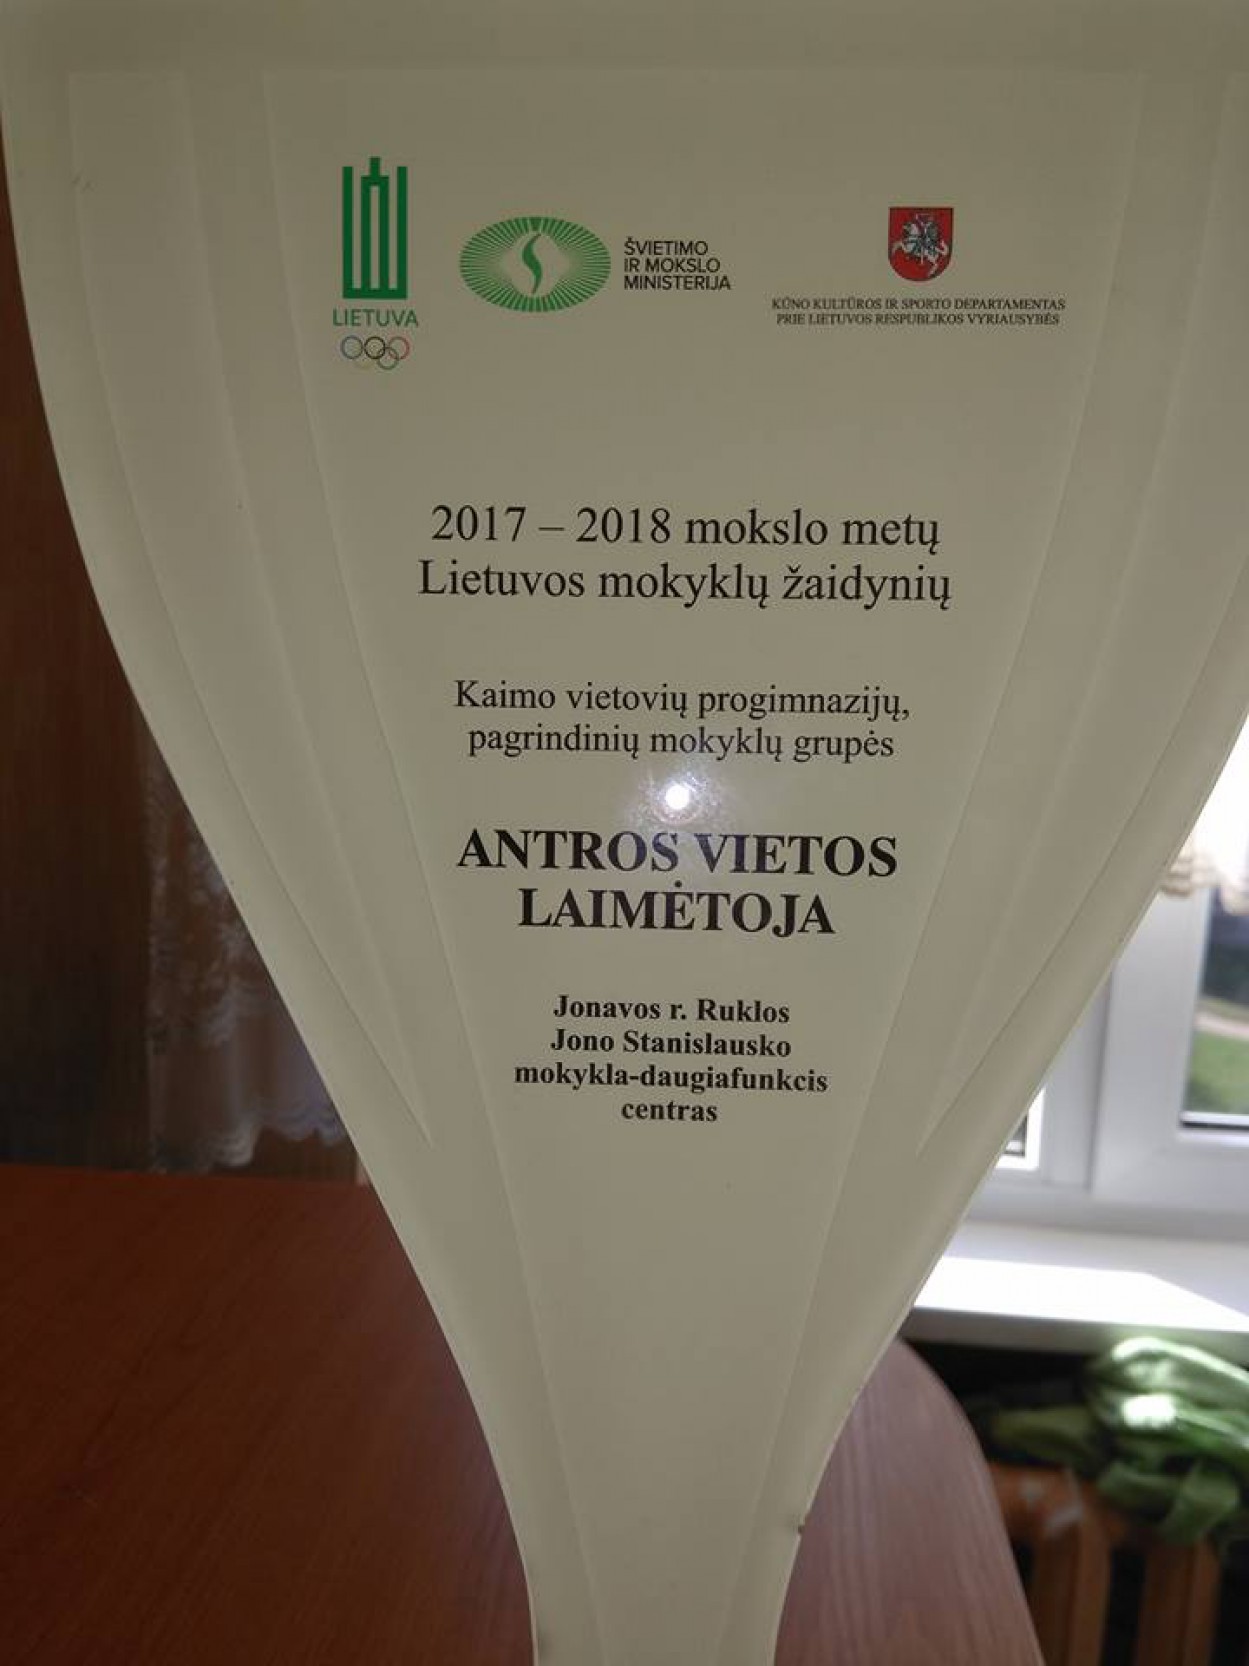 LIETUVA
ŠVIETIMO
IR MOKSLO
MINISTERIJA
KŪNO KULTŪROS IR SPORTO DEPARTAMENTAS
PRIE LIETUVOS RESPUBLIKOS VYRIAUSYBĖS
2017 – 2018 mokslo metų
Lietuvos mokyklų žaidynių
Kaimo vietovių progimnazijų,
pagrindinių mokyklų grupės
ANTROS VIETOS
LAIMĖTOJA
Jonavos r. Ruklos
Jono Stanislausko
mokykla-daugiafunkcis
centras